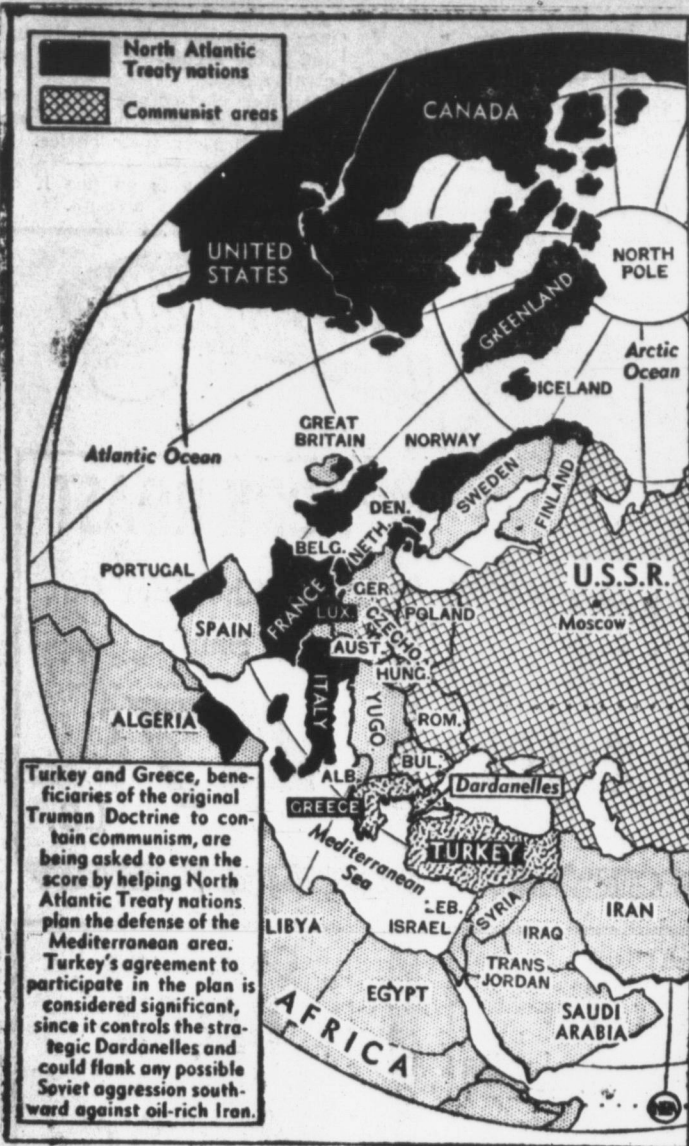 North Atlantic
Treaty nations
Communist areas
CANADA
UNITED
STATES
NORTH
POLE
GREENLAND
Arctic
Ocean
ICELAND
GREAT
BRITAIN
NORWAY
Atlantic Ocean
SWEDEN
FINLAND
DEN.
NETH.
BELG.
PORTUGAL
U.S.S.R.
GER.
FRANCE
LUX.
CZECHO.
POLAND
Moscow
SPAIN
AUST.
HUNG.
ITALY
YUGO.
ROM.
ALGERIA
BUL.
ALB.
Dardanelles
GREECE
TURKEY
Mediterranean
Sea
Turkey and Greece, bene-
ficiaries of the original
Truman Doctrine to con-
tain communism, are
being asked to even the
score by helping North
Atlantic Treaty nations
plan the defense of the
Mediterranean area.
Turkey's agreement to
participate in the plan is
considered significant,
since it controls the stra-
tegic Dardanelles and
could flank any possible
Soviet aggression south-
ward against oil-rich Iran.
LEB.
SYRIA
IRAN
LIBYA
ISRAEL
IRAQ
TRANS
JORDAN
EGYPT
SAUDI
ARABIA
AFRICA
NEA